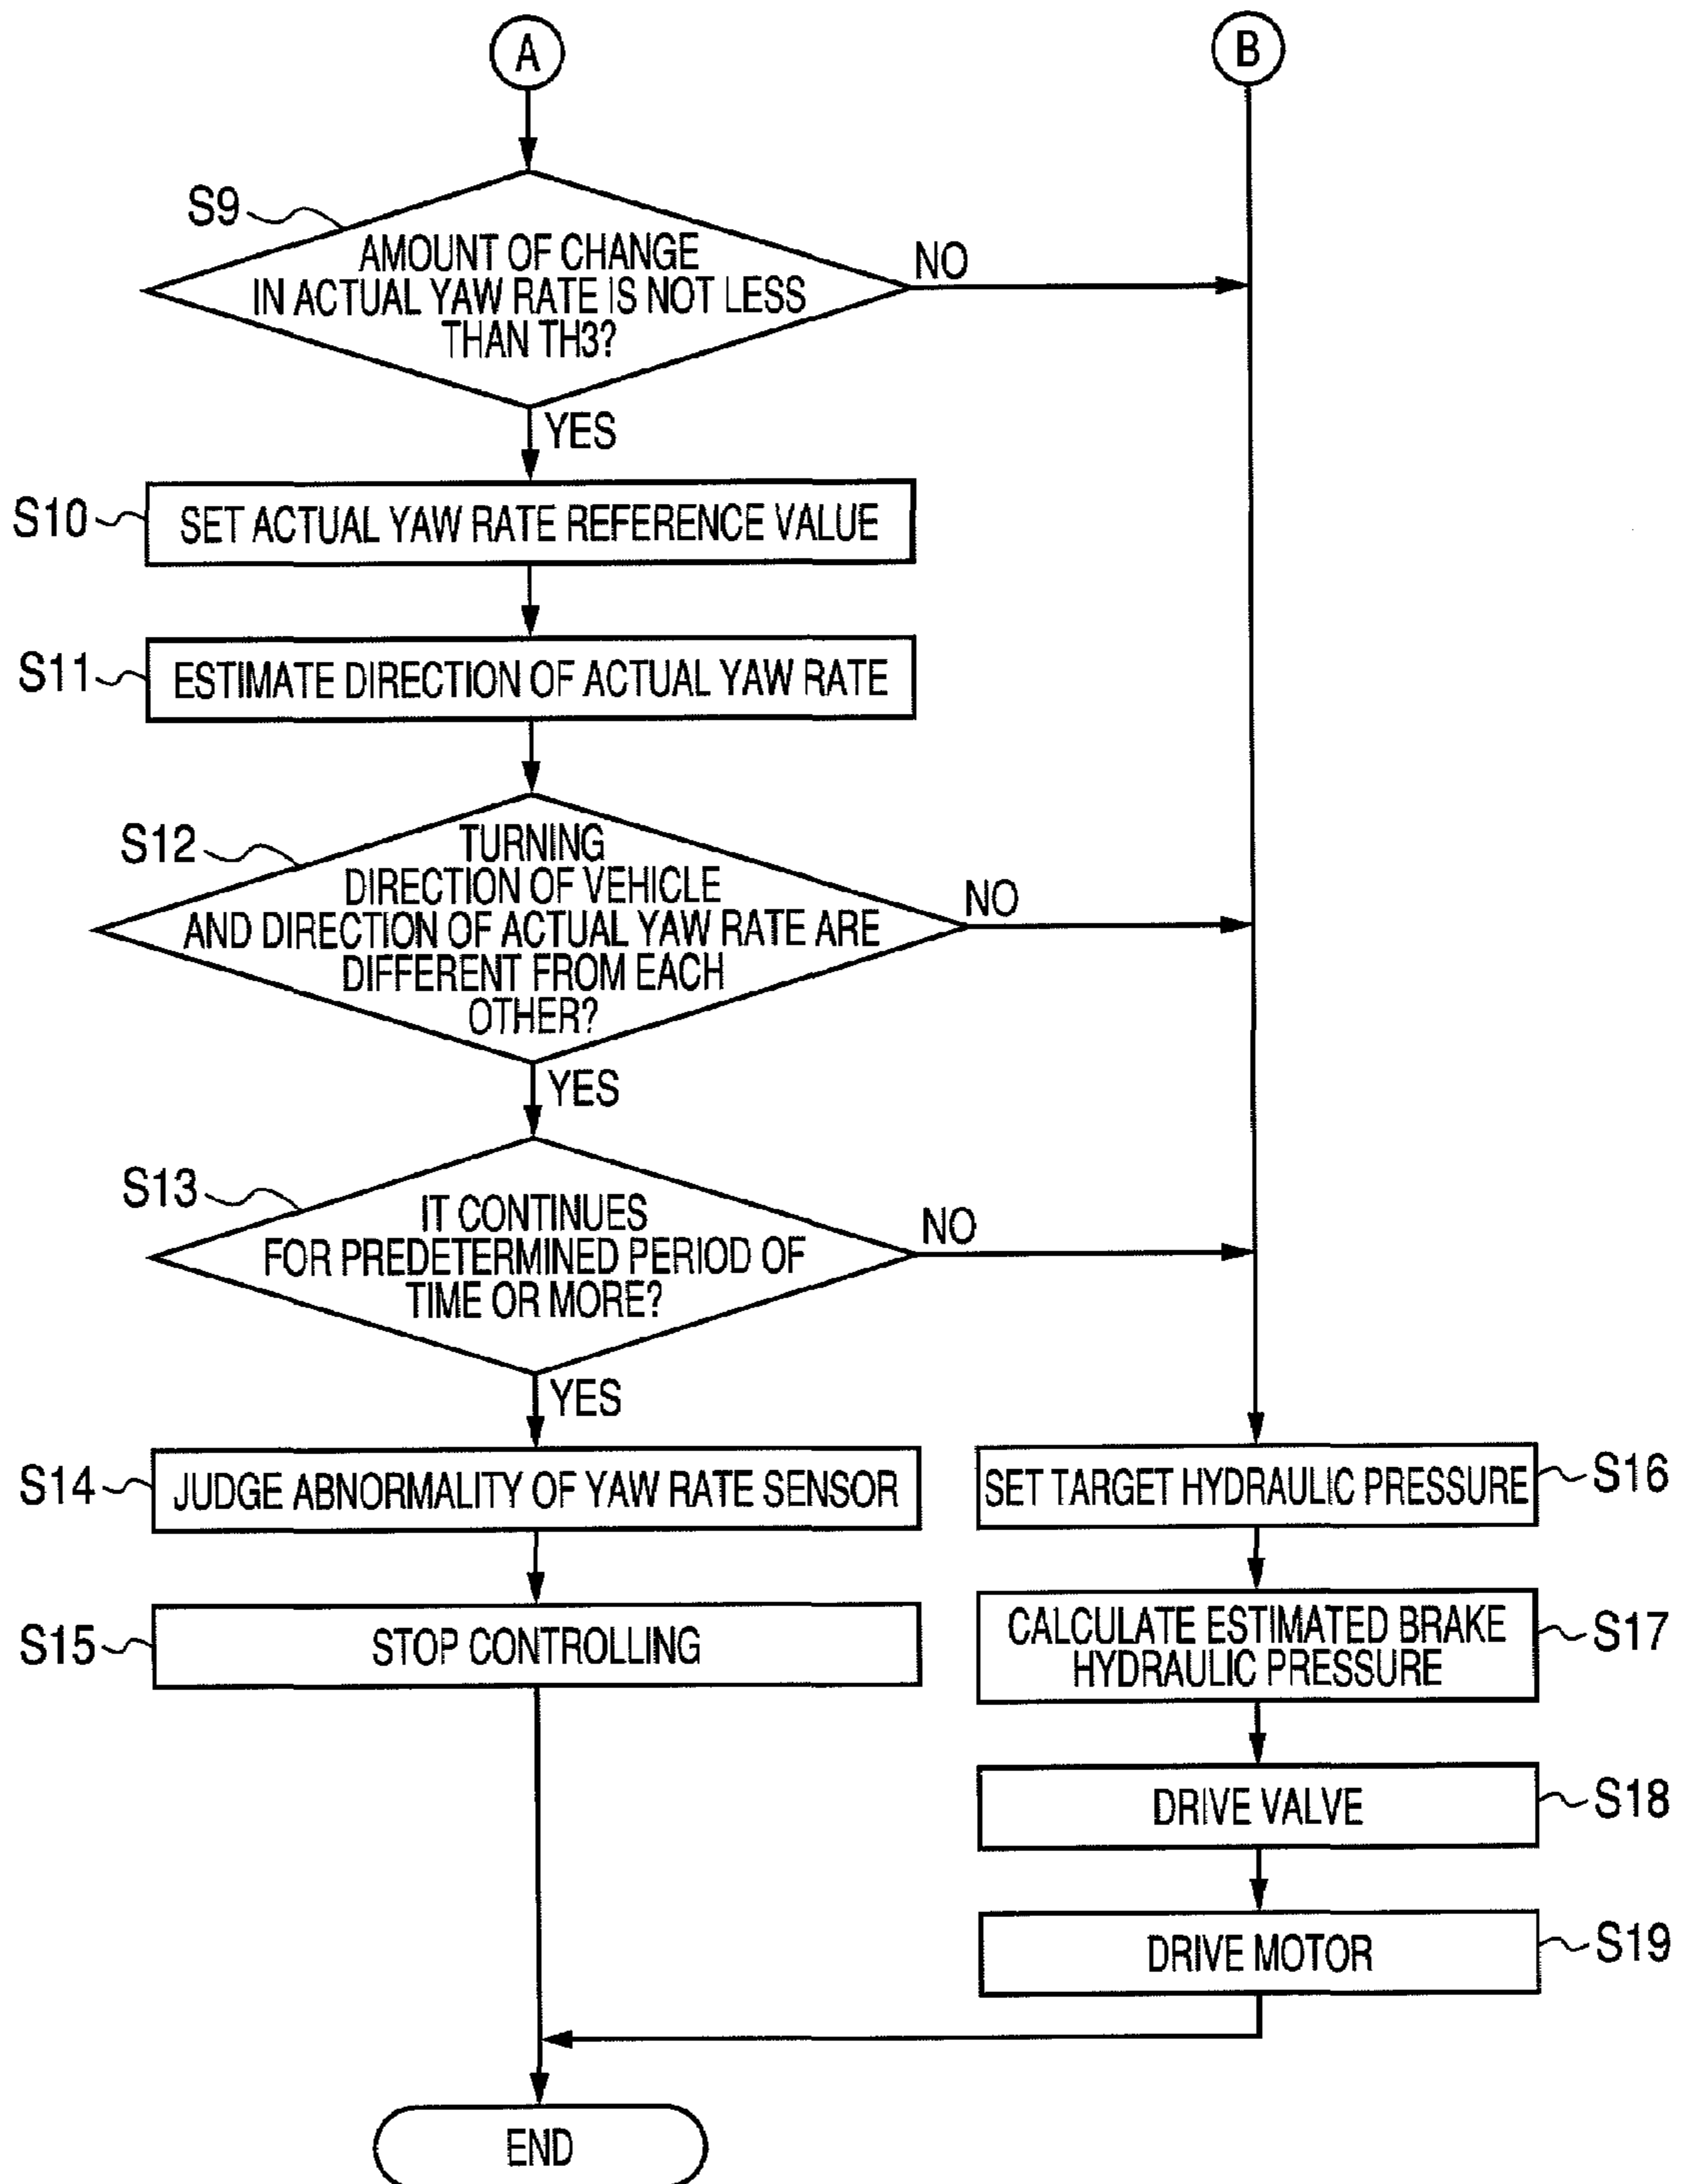 A
B
S9
AMOUNT OF CHANGE
IN ACTUAL YAW RATE IS NOT LESS
THAN TH3?
NO
YES
S10
SET ACTUAL YAW RATE REFERENCE VALUE
S11
ESTIMATE DIRECTION OF ACTUAL YAW RATE
S12
TURNING
DIRECTION OF VEHICLE
AND DIRECTION OF ACTUAL YAW RATE ARE
DIFFERENT FROM EACH
OTHER?
NO
YES
S13
IT CONTINUES
FOR PREDETERMINED PERIOD OF
TIME OR MORE?
NO
YES
S14
JUDGE ABNORMALITY OF YAW RATE SENSOR
S15
STOP CONTROLLING
SET TARGET HYDRAULIC PRESSURE
S16
CALCULATE ESTIMATED BRAKE
HYDRAULIC PRESSURE
S17
DRIVE VALVE
S18
DRIVE MOTOR
S19
END